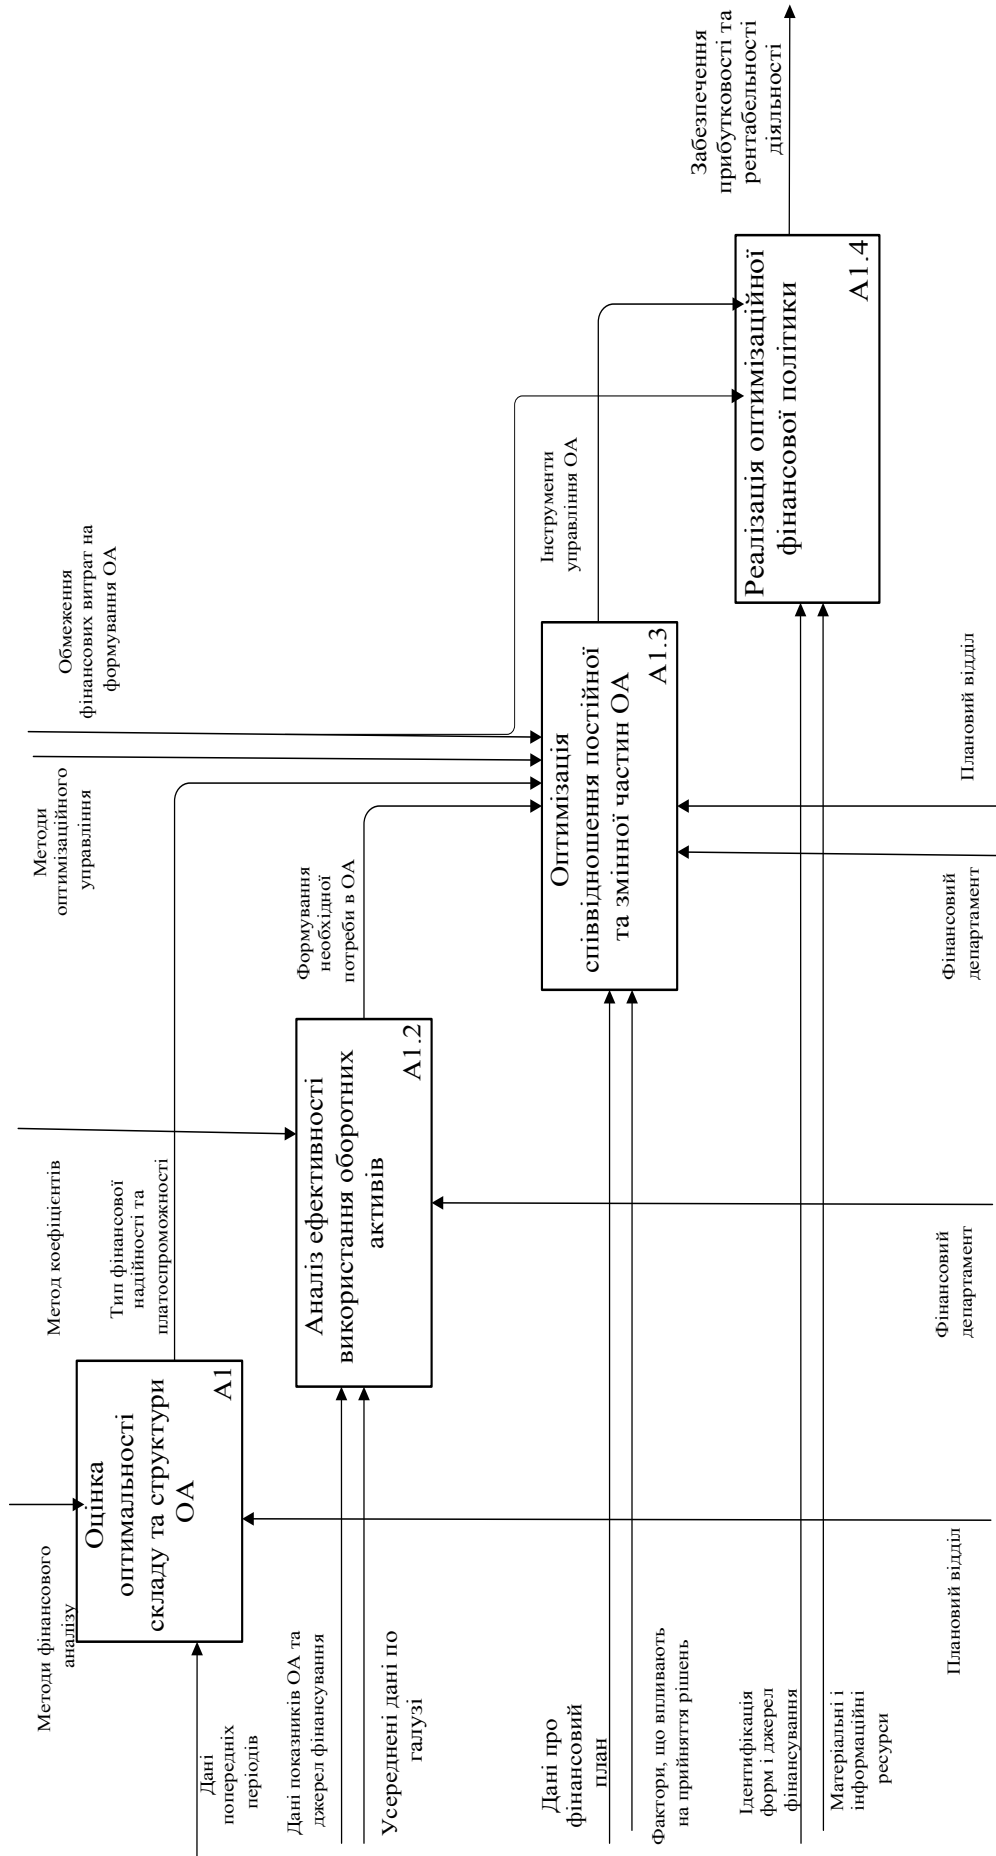 Методи фінансового
аналізу
Метод коефіцієнтів
Методи
оптимізаційного
управління
Обмеження
фінансових витрат на
формування ОА
Дані
попередніх
періодів
Оцінка
оптимальності
складу та структури
ОА
А1
Тип фінансової
надійності та
платоспроможності
Дані показників ОА та
джерел фінансування
Усереднені дані по
галузі
Аналіз ефективності
використання оборотних
активів
А1.2
Формування
необхідної
потреби в ОА
Дані про
фінансовий
план
Фактори, що впливають
на прийняття рішень
Оптимізація
співвідношення постійної
та змінної частин ОА
А1.3
Інструменти
управління ОА
Ідентифікація
форм і джерел
фінансування
Матеріальні і
інформаційні
ресурси
Реалізація оптимізаційної
фінансової політики
А1.4
Забезпечення
прибутковості та
рентабельності
діяльності
Плановий відділ
Фінансовий
департамент
Фінансовий
департамент
Плановий відділ